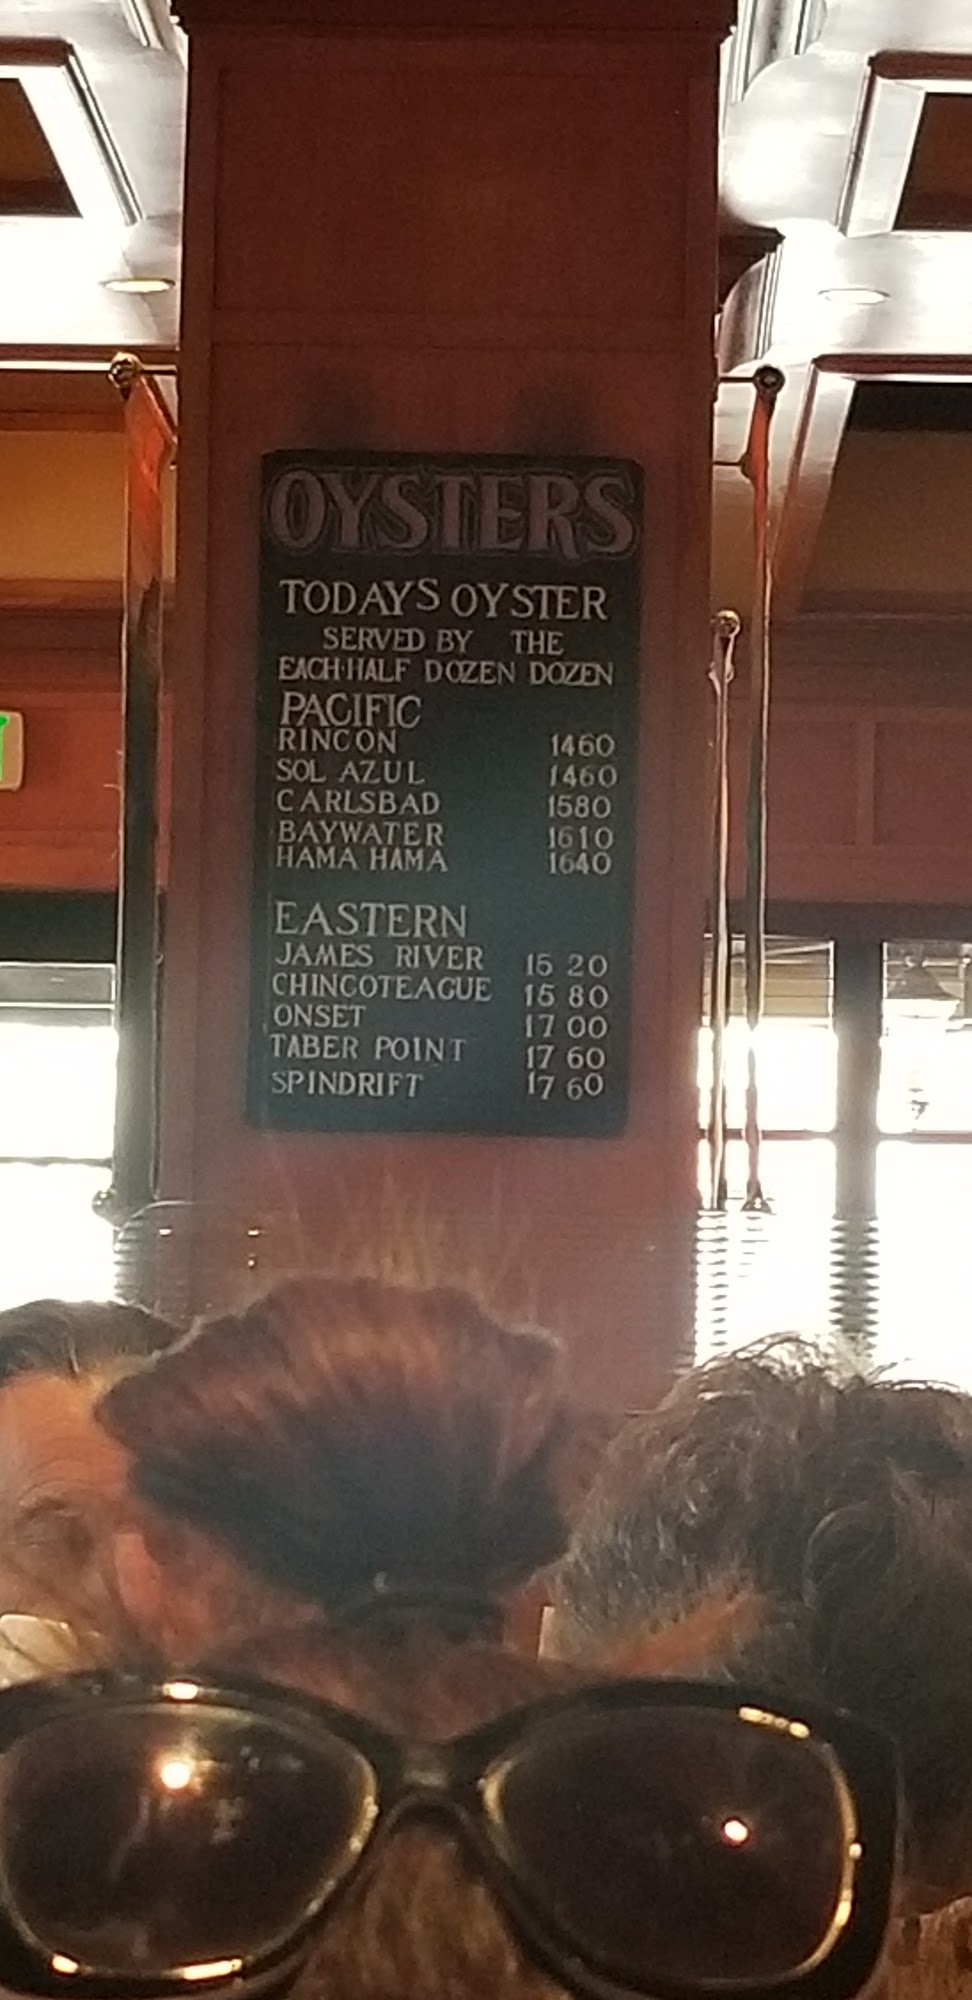 OYSTERS
TODAYS OYSTER
SERVED BY THE
EACH·HALF DOZEN DOZEN
PACIFIC
RINCON 1460
SOL AZUL 1460
CARLSBAD 1580
BAYWATER 1610
HAMA HAMA 1640
EASTERN
JAMES RIVER 15 20
CHINCOTEAGUE 15 80
ONSET 17 00
TABER POINT 17 60
SPINDRIFT 17 60